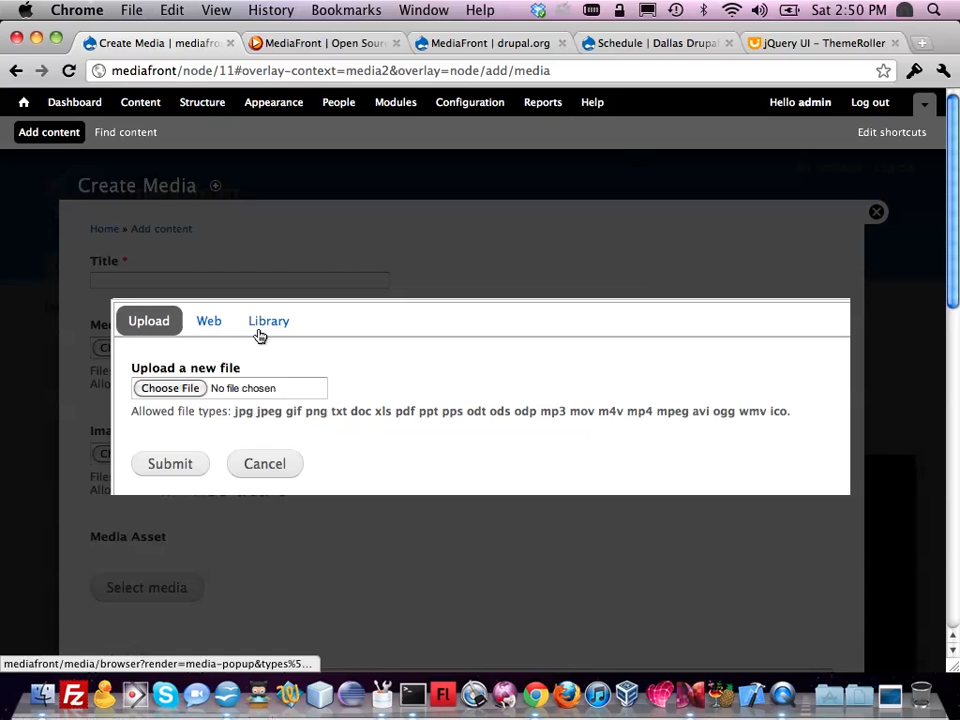 Chrome File Edit View History Bookmarks Window Help Sat 2:50 PM
Create Media | mediafro MediaFront | Open Sour MediaFront | drupal.org Schedule | Dallas Drupal jQuery UI - ThemeRoller
mediafront/node/11#overlay-context=media2&overlay=node/add/media
Dashboard Content Structure Appearance People Modules Configuration Reports Help Hello admin Log out
Add content Find content Edit shortcuts
Create Media
Home » Add content
Title *
Upload Web Library
Upload a new file
Choose File No file chosen
Allowed file types: jpg jpeg gif png txt doc xls pdf ppt pps odt ods odp mp3 mov m4v mp4 mpeg avi ogg wmv ico.
Submit Cancel
Media Asset
Select media
mediafront/media/browser?render=media-popup&types%5...